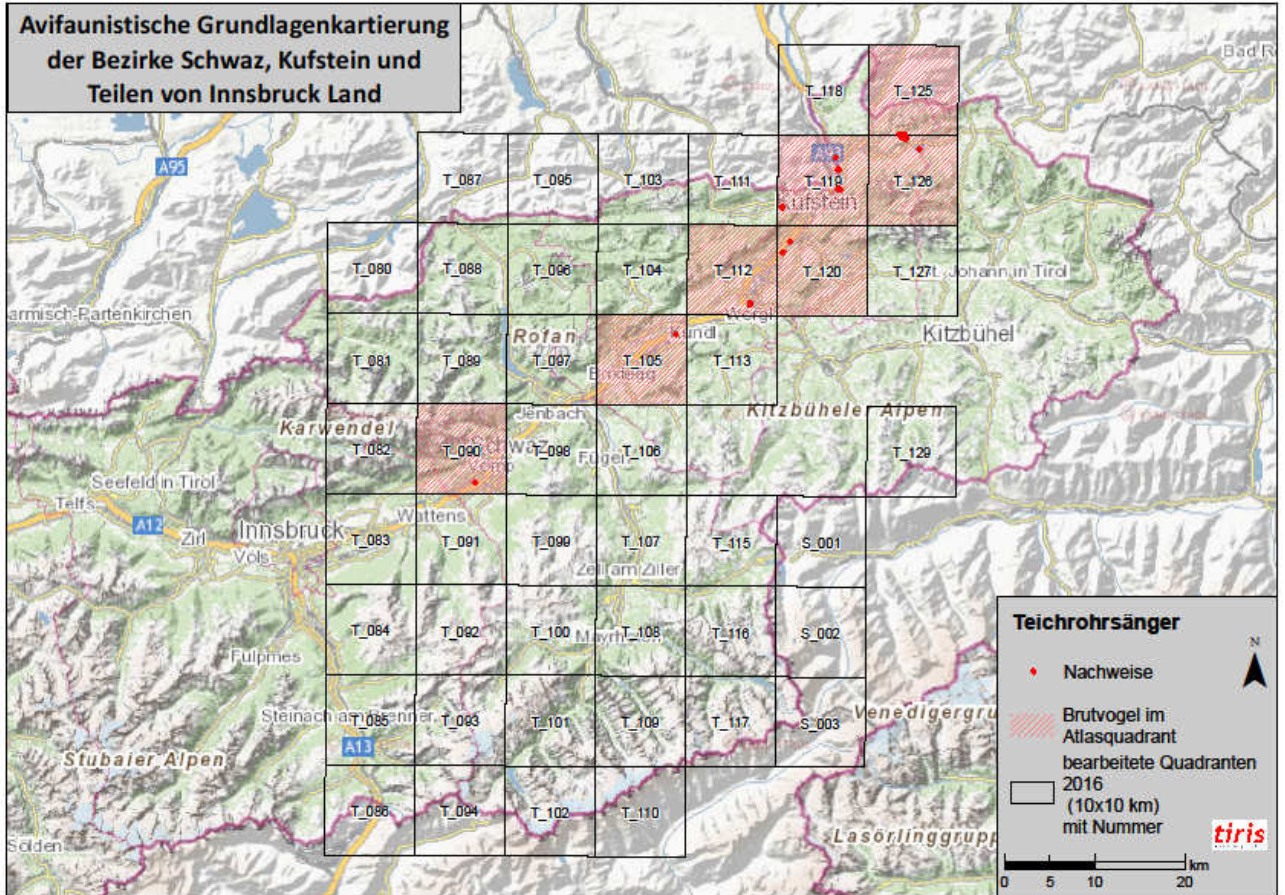 Avifaunistische Grundlagenkartierung
der Bezirke Schwaz, Kufstein und
Teilen von Innsbruck Land
T_118
T_125
A95
T_087
T_095
T_103
T_111
T_119
T_126
Kufstein
T_080
T_088
T_096
T_104
T_112
T_120
T_127
St. Johann in Tirol
armisch-Partenkirchen
Wörgl
Kundl
Kitzbühel
Rofan
T_081
T_089
T_097
T_105
T_113
Jenbach
Kitzbüheler Alpen
Karwendel
T_082
T_090
T_098
T_106
T_129
Fügen
Vomp
Seefeld in Tirol
Telfs
A12
Zirl
Innsbruck
Völs
Wattens
T_083
T_091
T_099
T_107
T_115
S_001
Zell am Ziller
T_084
T_092
T_100
T_108
T_116
S_002
Mayrhofen
Fulpmes
Steinach am Brenner
T_085
T_093
T_101
T_109
T_117
S_003
Venedigergru
A13
Stubaier Alpen
T_086
T_094
T_102
T_110
Sölden
Lasörlinggrupp
Teichrohrsänger
N
Nachweise
Brutvogel im
Atlasquadrant
bearbeitete Quadranten
2016
(10x10 km)
mit Nummer
tiris
km
0 5 10 20